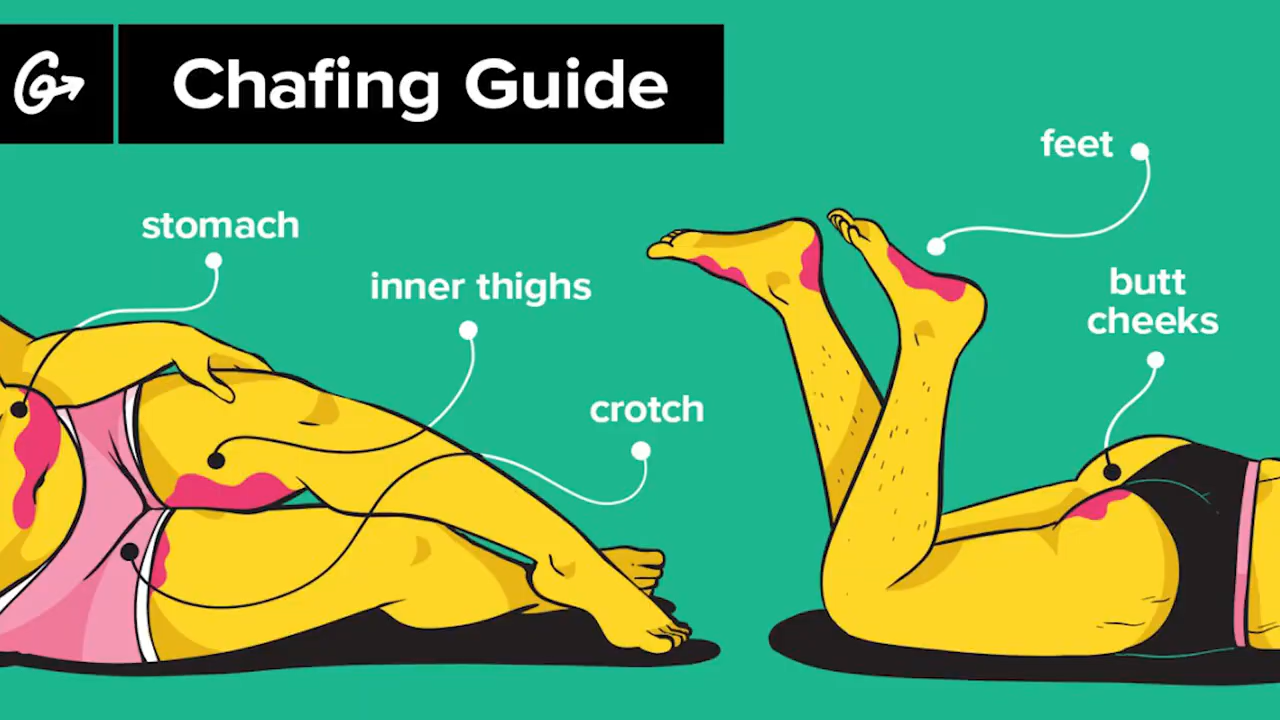 Chafing Guide
feet
stomach
inner thighs
butt
cheeks
crotch